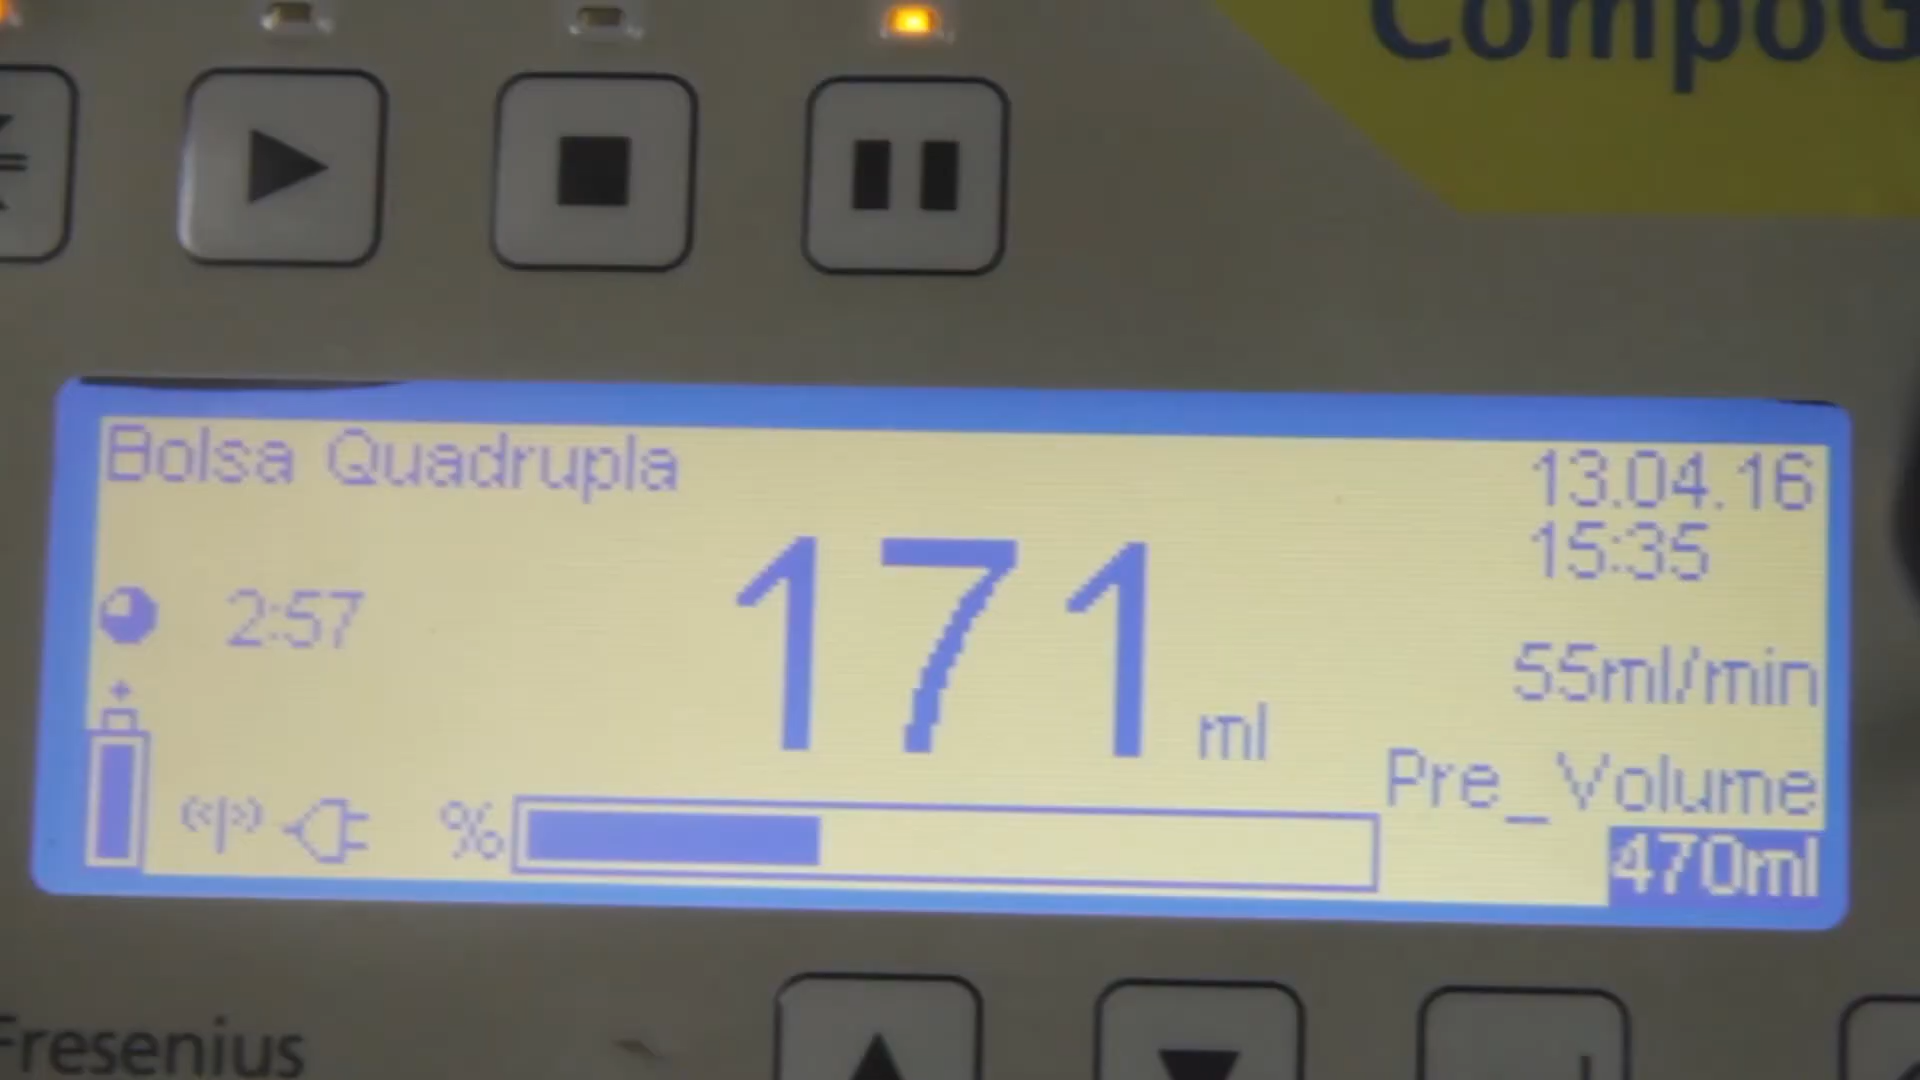 CompoG
Bolsa Quadrupla
13.04.16
15:35
2:57
171 ml
55ml/min
Pre_Volume
%
470ml
Fresenius